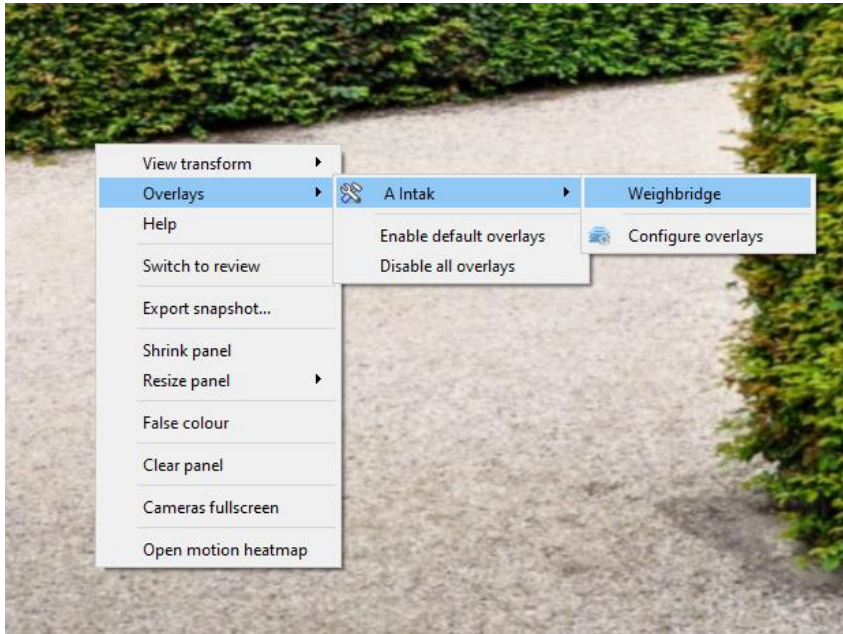 View transform
Overlays
Help
Switch to review
Export snapshot...
Shrink panel
Resize panel
False colour
Clear panel
Cameras fullscreen
Open motion heatmap
A Intak
Enable default overlays
Disable all overlays
Weighbridge
Configure overlays